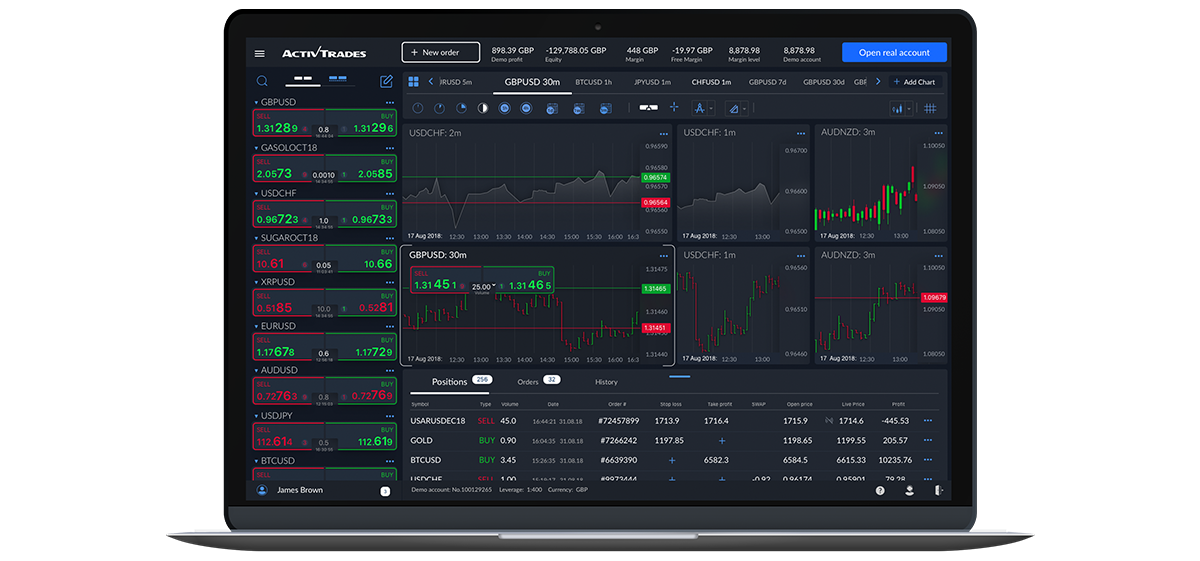 ACTIVTRADES
+ New order
898.39 GBP
Demo profit
-129,788.05 GBP
Equity
448 GBP
Margin
-19.97 GBP
Free Margin
8,878.98
Margin level
8,878.98
Demo account
Open real account
GBPUSD
SELL BUY
1.31289 0.8 1.31296
GASOLOCT18
SELL BUY
2.0573 0.0010 1 2.0585
USDCHF
SELL BUY
0.96723 1.0 1 0.96733
SUGAROCT18
SELL BUY
10.61 0.05 10.66
XRPUSD
SELL BUY
0.5185 10.0 1 0.5281
EURUSD
SELL BUY
1.17678 0.6 1.17729
AUDUSD
SELL BUY
0.72763 0.8 0.72769
USDJPY
SELL BUY
112.614 0.5 112.619
BTCUSD
SELL BUY
James Brown 3
RUSD 5m GBPUSD 30m BTCUSD 1h JPYUSD 1m CHFUSD 1m GBPUSD 7d GBPUSD 30d GBF + Add Chart
USDCHF: 2m
0.96590
0.96580
0.96574
0.96570
0.96564
0.96560
0.96550
17 Aug 2018: 12:30 13:00 13:30 14:00 14:30 15:00 15:30 16:00 16:3
USDCHF: 1m
0.96700
0.96600
0.96500
17 Aug 2018: 12:30 13:00
AUDNZD: 3m
1.10050
1.09050
1.08050
17 Aug 2018: 12:30 13:00
GBPUSD: 30m
SELL BUY
1.31451 25.00 1 1.31465
Volume
1.31475
1.31465
1.31460
1.31451
1.31440
17 Aug 2018: 12:30 13:00 13:30 14:00 14:30 15:00 15:30 16:00 16:3
USDCHF: 1m
0.96560
0.96510
0.96460
17 Aug 2018: 12:30 13:00
AUDNZD: 3m
1.10050
1.09679
1.08050
17 Aug 2018: 12:30 13:00
Positions 256 Orders 32 History
Symbol Type Volume Date Order # Stop loss Take profit SWAP Open price Live Price Profit
USARUSDEC18 SELL 45.0 16:44:21 31.08.18 #72457899 1713.9 1716.4 1715.9 1714.6 -445.53
GOLD BUY 0.90 16:04:35 31.08.18 #7266242 1197.85 + 1198.65 1199.55 205.57
BTCUSD BUY 3.45 15:26:35 31.08.18 #6639390 + 6582.3 6584.5 6615.33 10235.76
USDCHF SELL 1.00 31.08.18 #9973444 + + -0.92 0.96174 0.95901 79.28
Demo account: No.100129265 Leverage: 1:400 Currency: GBP